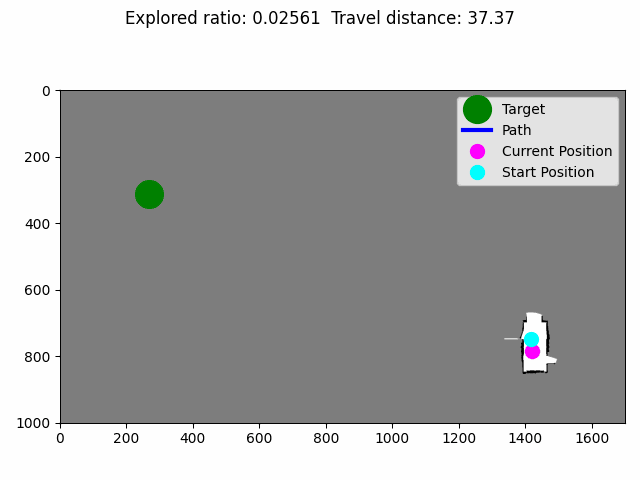 Explored ratio: 0.02561  Travel distance: 37.37
Target
Path
Current Position
Start Position
0
200
400
600
800
1000
0 200 400 600 800 1000 1200 1400 1600